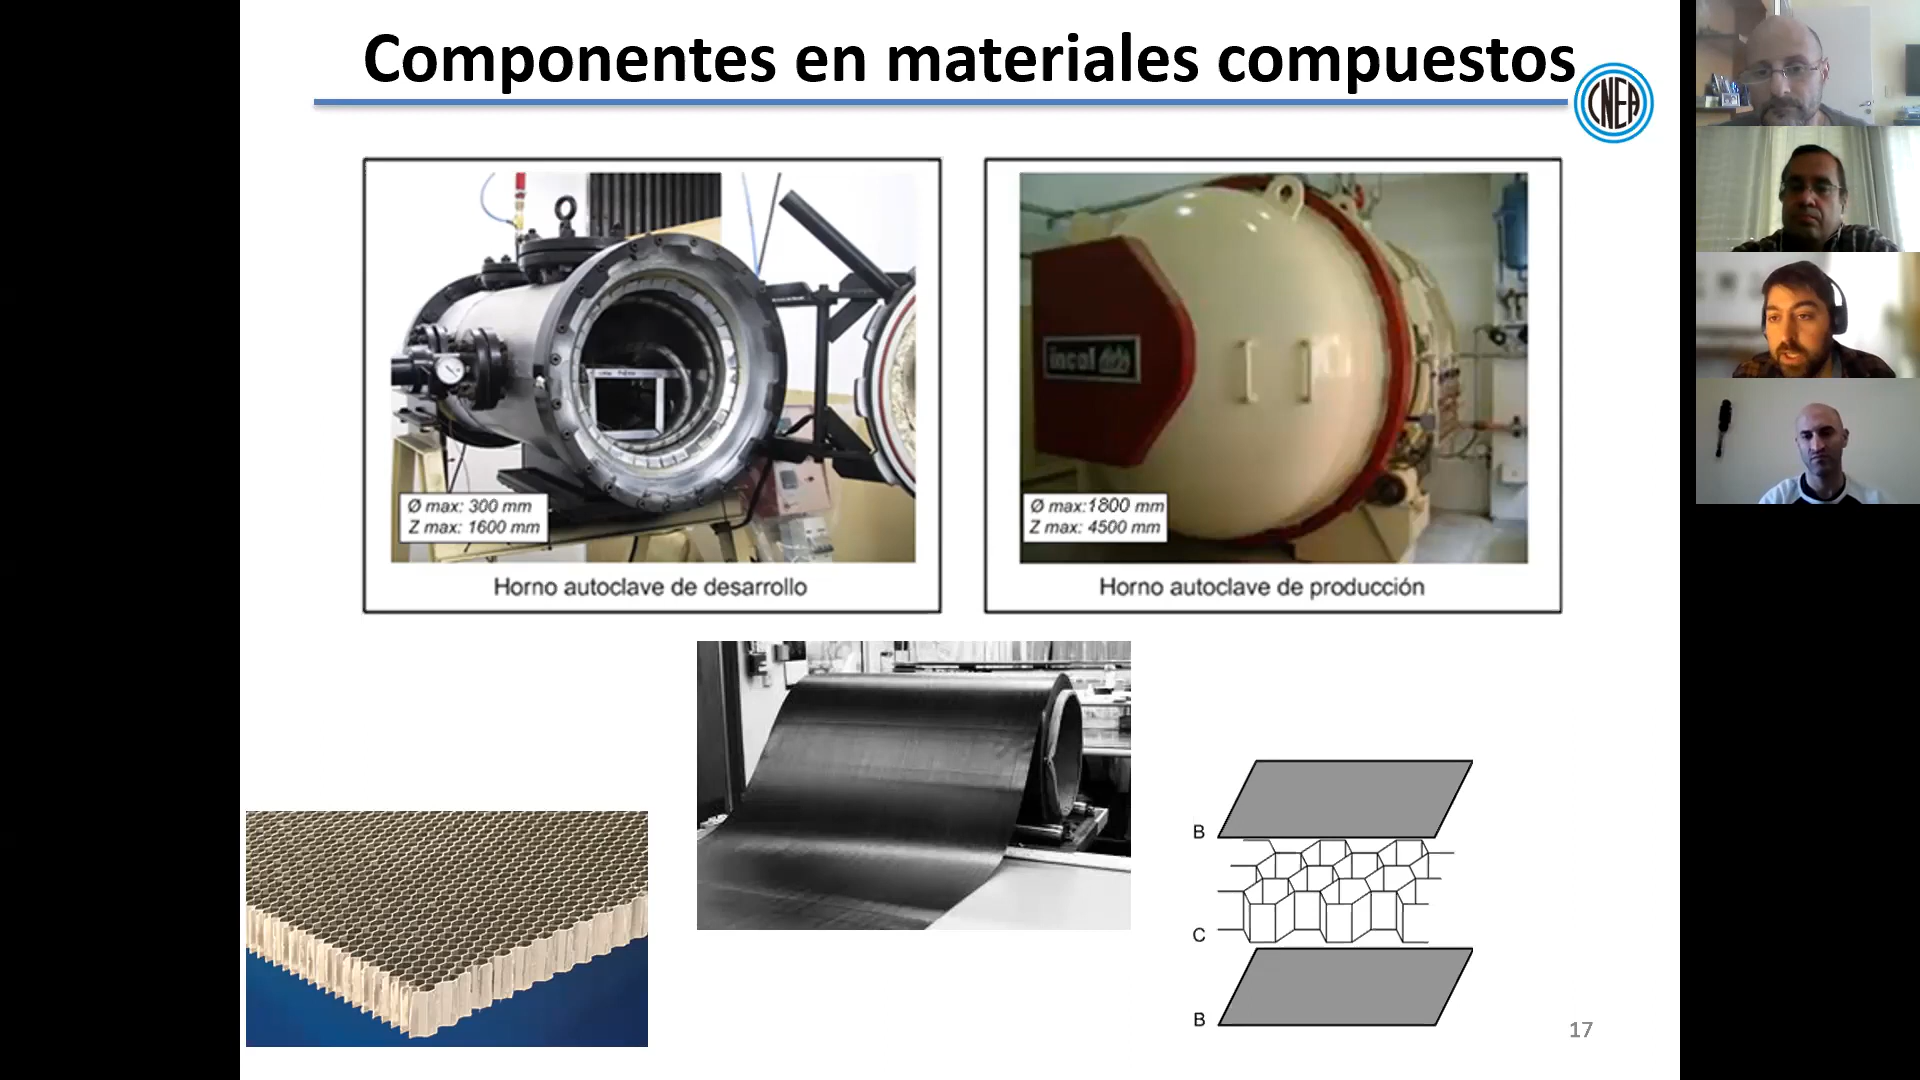 Componentes en materiales compuestos
CNEA
Ø max: 300 mm
Z max: 1600 mm
Horno autoclave de desarrollo
incol
Ø max:1800 mm
Z max: 4500 mm
Horno autoclave de producción
B
C
B
17